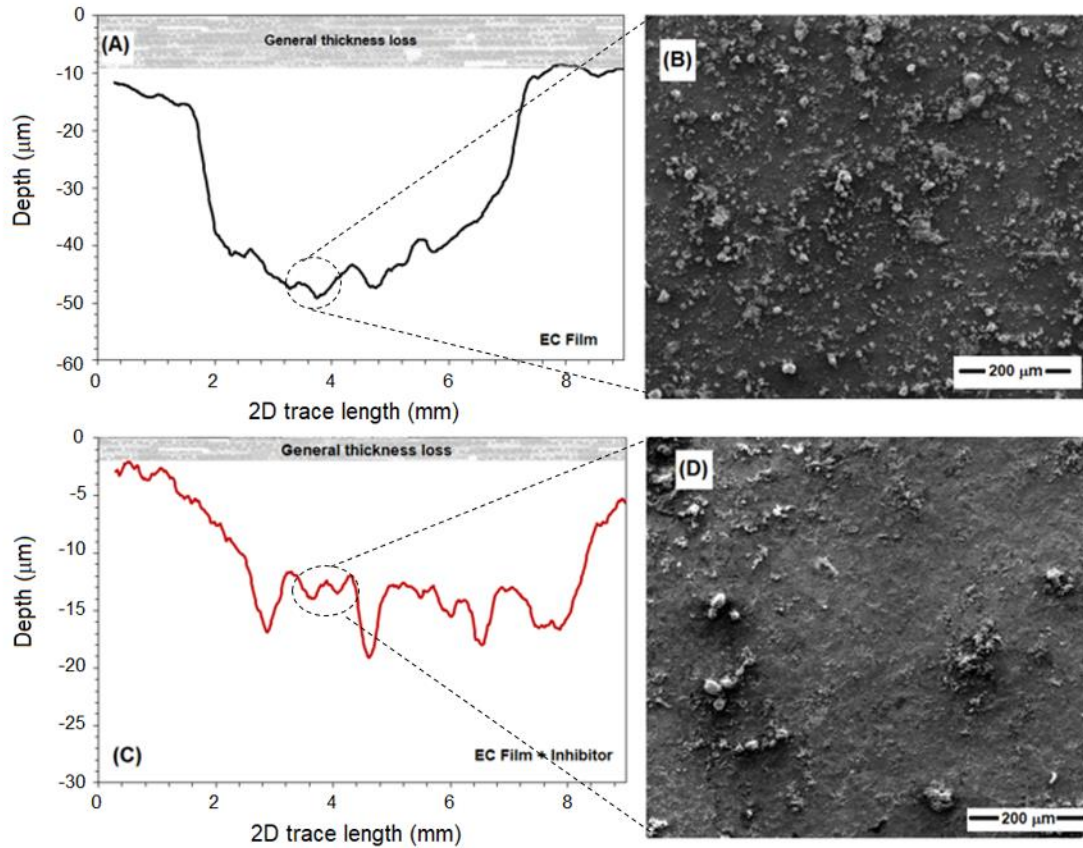 (A)
General thickness loss
0
-10
-20
-30
-40
-50
-60
Depth (μm)
EC Film
0 2 4 6 8
2D trace length (mm)
(B)
200 μm
General thickness loss
0
-5
-10
-15
-20
-25
-30
Depth (μm)
(C)
EC Film + Inhibitor
0 2 4 6 8
2D trace length (mm)
(D)
200 μm